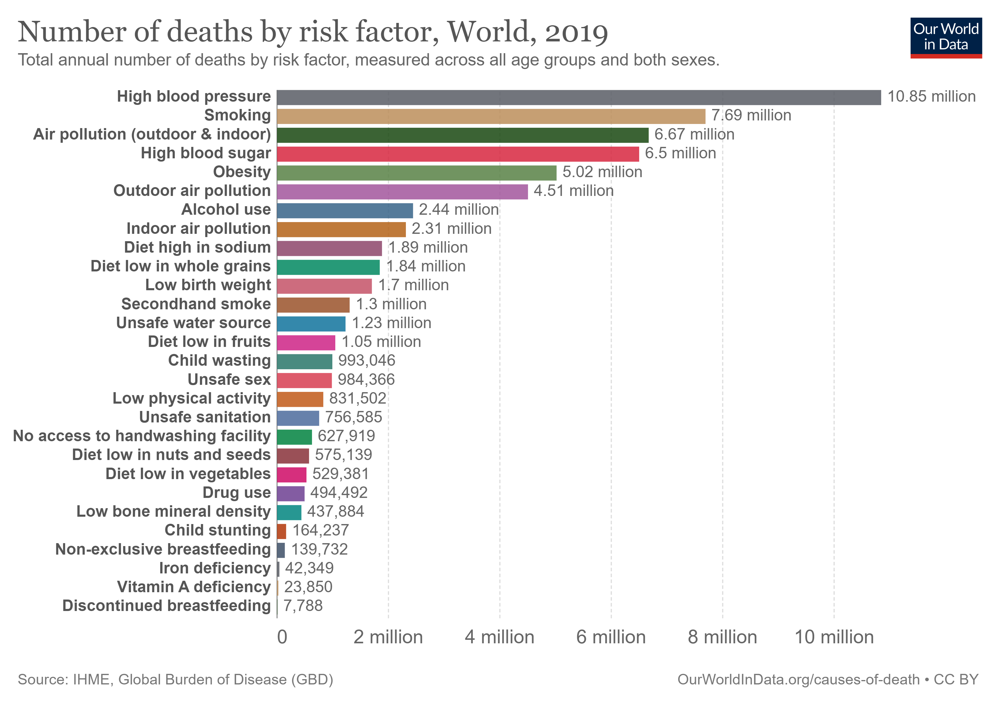 Number of deaths by risk factor, World, 2019
Our World
in Data
Total annual number of deaths by risk factor, measured across all age groups and both sexes.
High blood pressure 10.85 million
Smoking 7.69 million
Air pollution (outdoor & indoor) 6.67 million
High blood sugar 6.5 million
Obesity 5.02 million
Outdoor air pollution 4.51 million
Alcohol use 2.44 million
Indoor air pollution 2.31 million
Diet high in sodium 1.89 million
Diet low in whole grains 1.84 million
Low birth weight 1.7 million
Secondhand smoke 1.3 million
Unsafe water source 1.23 million
Diet low in fruits 1.05 million
Child wasting 993,046
Unsafe sex 984,366
Low physical activity 831,502
Unsafe sanitation 756,585
No access to handwashing facility 627,919
Diet low in nuts and seeds 575,139
Diet low in vegetables 529,381
Drug use 494,492
Low bone mineral density 437,884
Child stunting 164,237
Non-exclusive breastfeeding 139,732
Iron deficiency 42,349
Vitamin A deficiency 23,850
Discontinued breastfeeding 7,788
0 2 million 4 million 6 million 8 million 10 million
Source: IHME, Global Burden of Disease (GBD) OurWorldInData.org/causes-of-death • CC BY